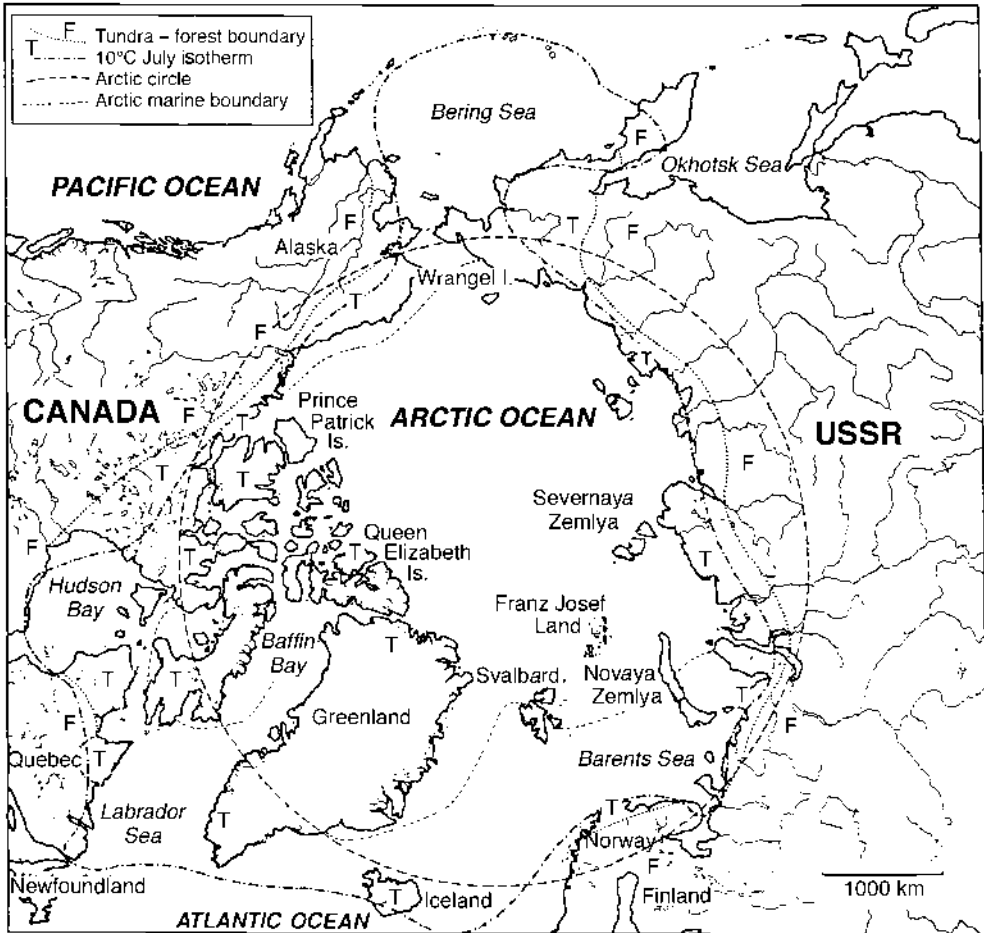 F
T
Tundra – forest boundary
10°C July isotherm
Arctic circle
Arctic marine boundary
Bering Sea
F
Okhotsk Sea
PACIFIC OCEAN
F
T
F
Alaska
Wrangel I.
T
F
T
CANADA
F
T
Prince
Patrick
Is.
ARCTIC OCEAN
USSR
T
T
F
Severnaya
Zemlya
F
T
T
Queen
Elizabeth
Is.
T
Hudson
Bay
Franz Josef
Land
Baffin
Bay
T
T
T
Svalbard
Novaya
Zemlya
T
F
Greenland
F
Quebec
T
Barents Sea
Labrador
Sea
T
T
Norway
F
Newfoundland
T
Iceland
Finland
1000 km
ATLANTIC OCEAN